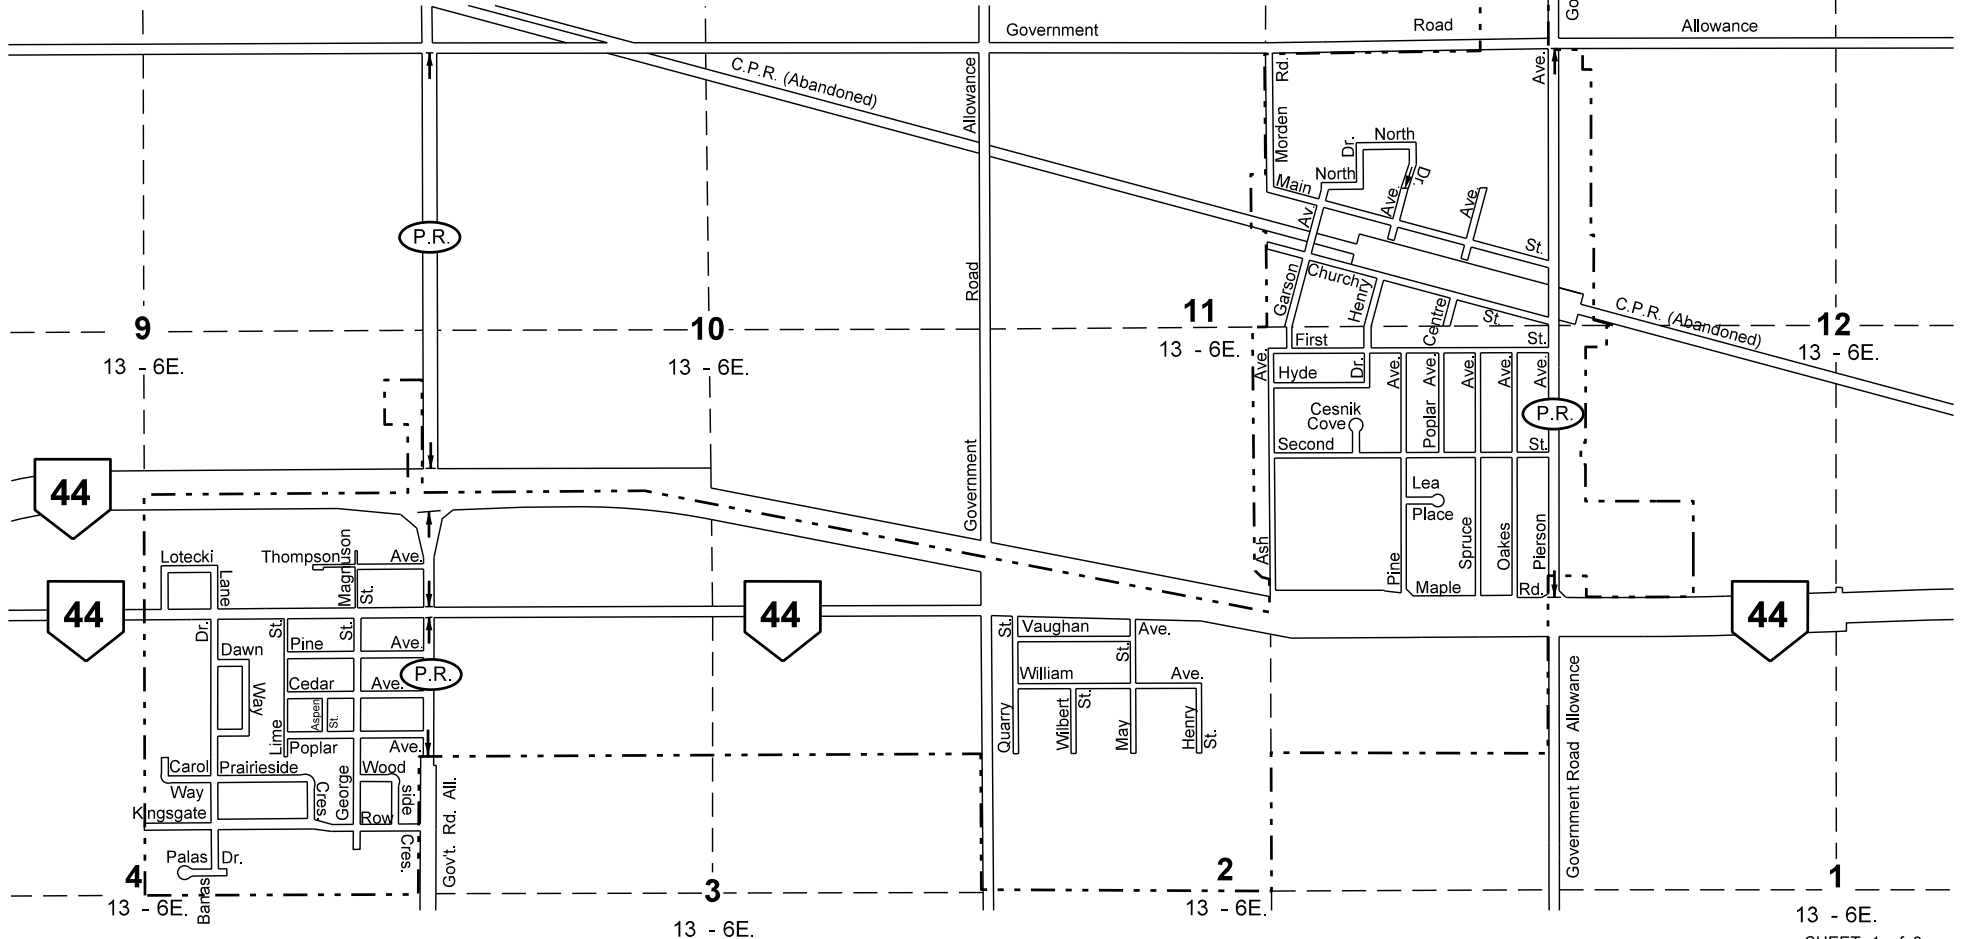 Government
Road
Allowance
Go
C.P.R. (Abandoned)
Allowance
Road
Government
Morden
Rd.
Ave.
North
Dr.
North
Dr.
Main
St.
Av.
Ave.
Ave.
P.R.
Garson
Church
St.
Henry
Centre
C.P.R. (Abandoned)
9
13 - 6E.
10
13 - 6E.
11
13 - 6E.
12
13 - 6E.
First
St.
Ave.
Hyde
Dr.
Ave.
Poplar Ave.
Ave.
Ave.
Ave.
P.R.
Cesnik
Cove
Second
St.
Lea
Place
Ash
Pine
Spruce
Oakes
Pierson
Maple
Rd.
44
44
44
44
Lotecki
Lane
Thompson
Ave.
Magnuson
St.
Dr.
St.
St.
Pine
Ave.
Dawn
Way
P.R.
Cedar
Ave.
Aspen
St.
Lime
Poplar
Ave.
Carol
Way
Prairieside
Cres.
George
Wood
side
Cres.
Row
Kingsgate
Palas
Dr.
Barkas
Gov't. Rd. All.
St.
Vaughan
Ave.
St.
William
Ave.
St.
Quarry
Wilbert
May
Henry
St.
Government Road Allowance
4
13 - 6E.
3
13 - 6E.
2
13 - 6E.
1
13 - 6E.